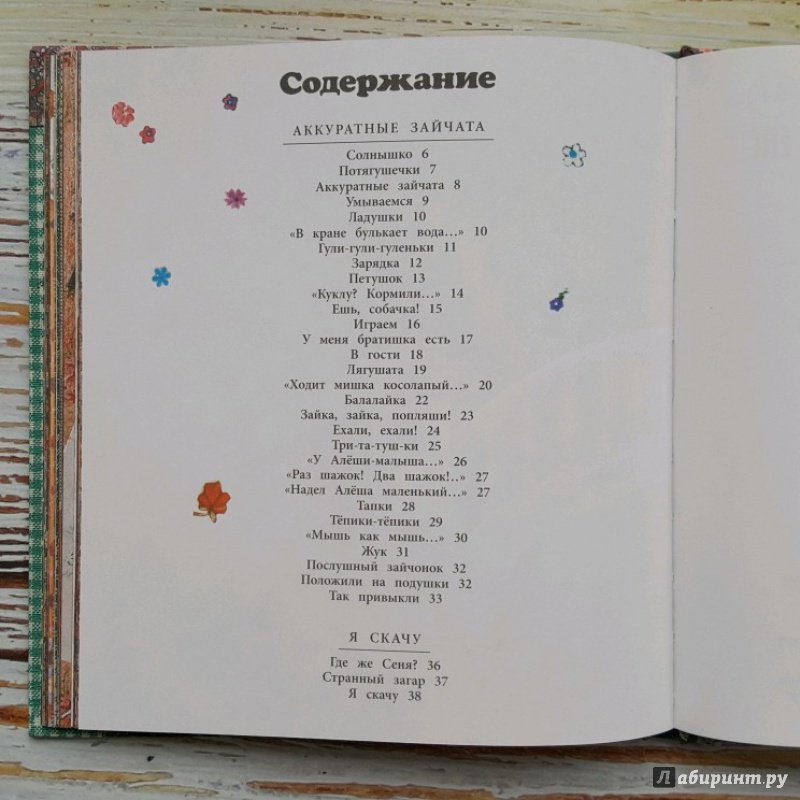 Содержание
АККУРАТНЫЕ ЗАЙЧАТА
Солнышко 6
Потягушечки 7
Аккуратные зайчата 8
Умываемся 9
Ладушки 10
«В кране булькает вода...» 10
Гули-гули-гуленьки 11
Зарядка 12
Петушок 13
«Куклу? Кормили...» 14
Ешь, собачка! 15
Играем 16
У меня братишка есть 17
В гости 18
Лягушата 19
«Ходит мишка косолапый...» 20
Балалайка 22
Зайка, зайка, попляши! 23
Ехали, ехали! 24
Три-та-туш-ки 25
«У Алёши-малыша...» 26
«Раз шажок! Два шажок!..» 27
«Надел Алёша маленький...» 27
Тапки 28
Тёпики-тёпики 29
«Мышь как мышь...» 30
Жук 31
Послушный зайчонок 32
Положили на подушки 32
Так привыкли 33
Я СКАЧУ
Где же Сеня? 36
Странный загар 37
Я скачу 38
Лабиринт.ру